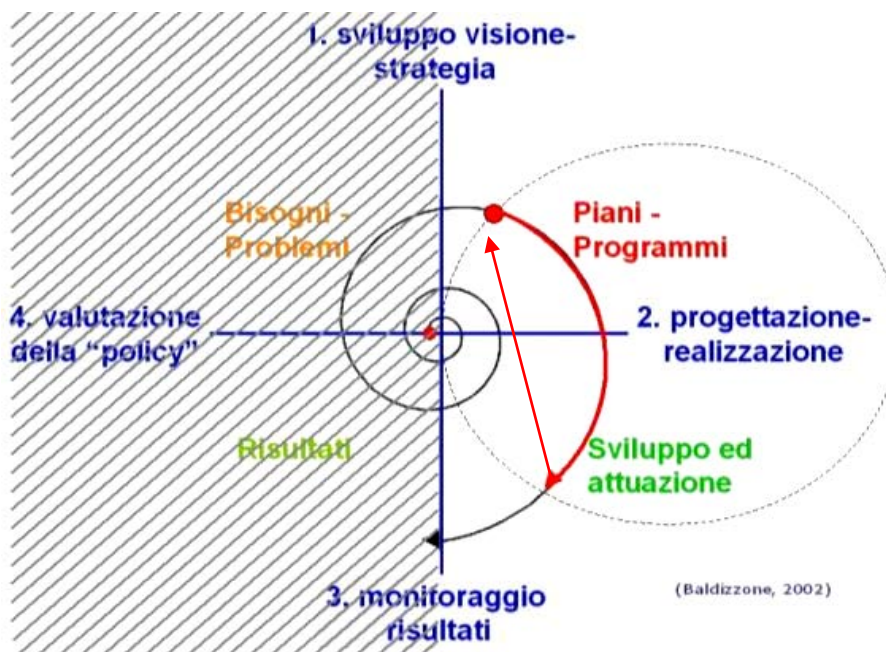 1. sviluppo visione-
strategia
Bisogni -
Problemi
Piani -
Programmi
4. valutazione
della "policy"
2. progettazione-
realizzazione
Risultati
Sviluppo ed
attuazione
3. monitoraggio
risultati
(Baldizzone, 2002)